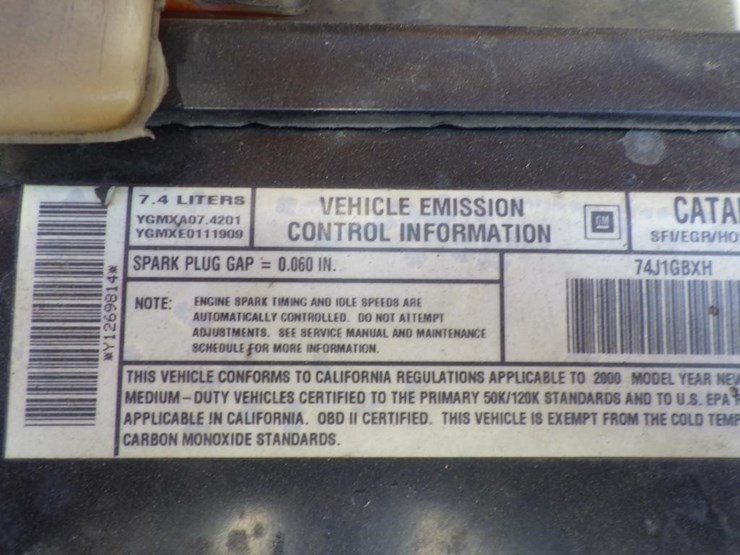 7.4 LITERS
YGMXA07.4201
YGMXE0111909
VEHICLE EMISSION
CONTROL INFORMATION
GM
CATA
SFI/EGR/HO
SPARK PLUG GAP = 0.060 IN.
74J1GBXH
*Y1269814*
NOTE: ENGINE SPARK TIMING AND IDLE SPEEDS ARE
AUTOMATICALLY CONTROLLED. DO NOT ATTEMPT
ADJUSTMENTS. SEE SERVICE MANUAL AND MAINTENANCE
SCHEDULE FOR MORE INFORMATION.
THIS VEHICLE CONFORMS TO CALIFORNIA REGULATIONS APPLICABLE TO 2000 MODEL YEAR NEW
MEDIUM-DUTY VEHICLES CERTIFIED TO THE PRIMARY 50K/120K STANDARDS AND TO U.S. EPA
APPLICABLE IN CALIFORNIA. OBD II CERTIFIED. THIS VEHICLE IS EXEMPT FROM THE COLD TEMP
CARBON MONOXIDE STANDARDS.